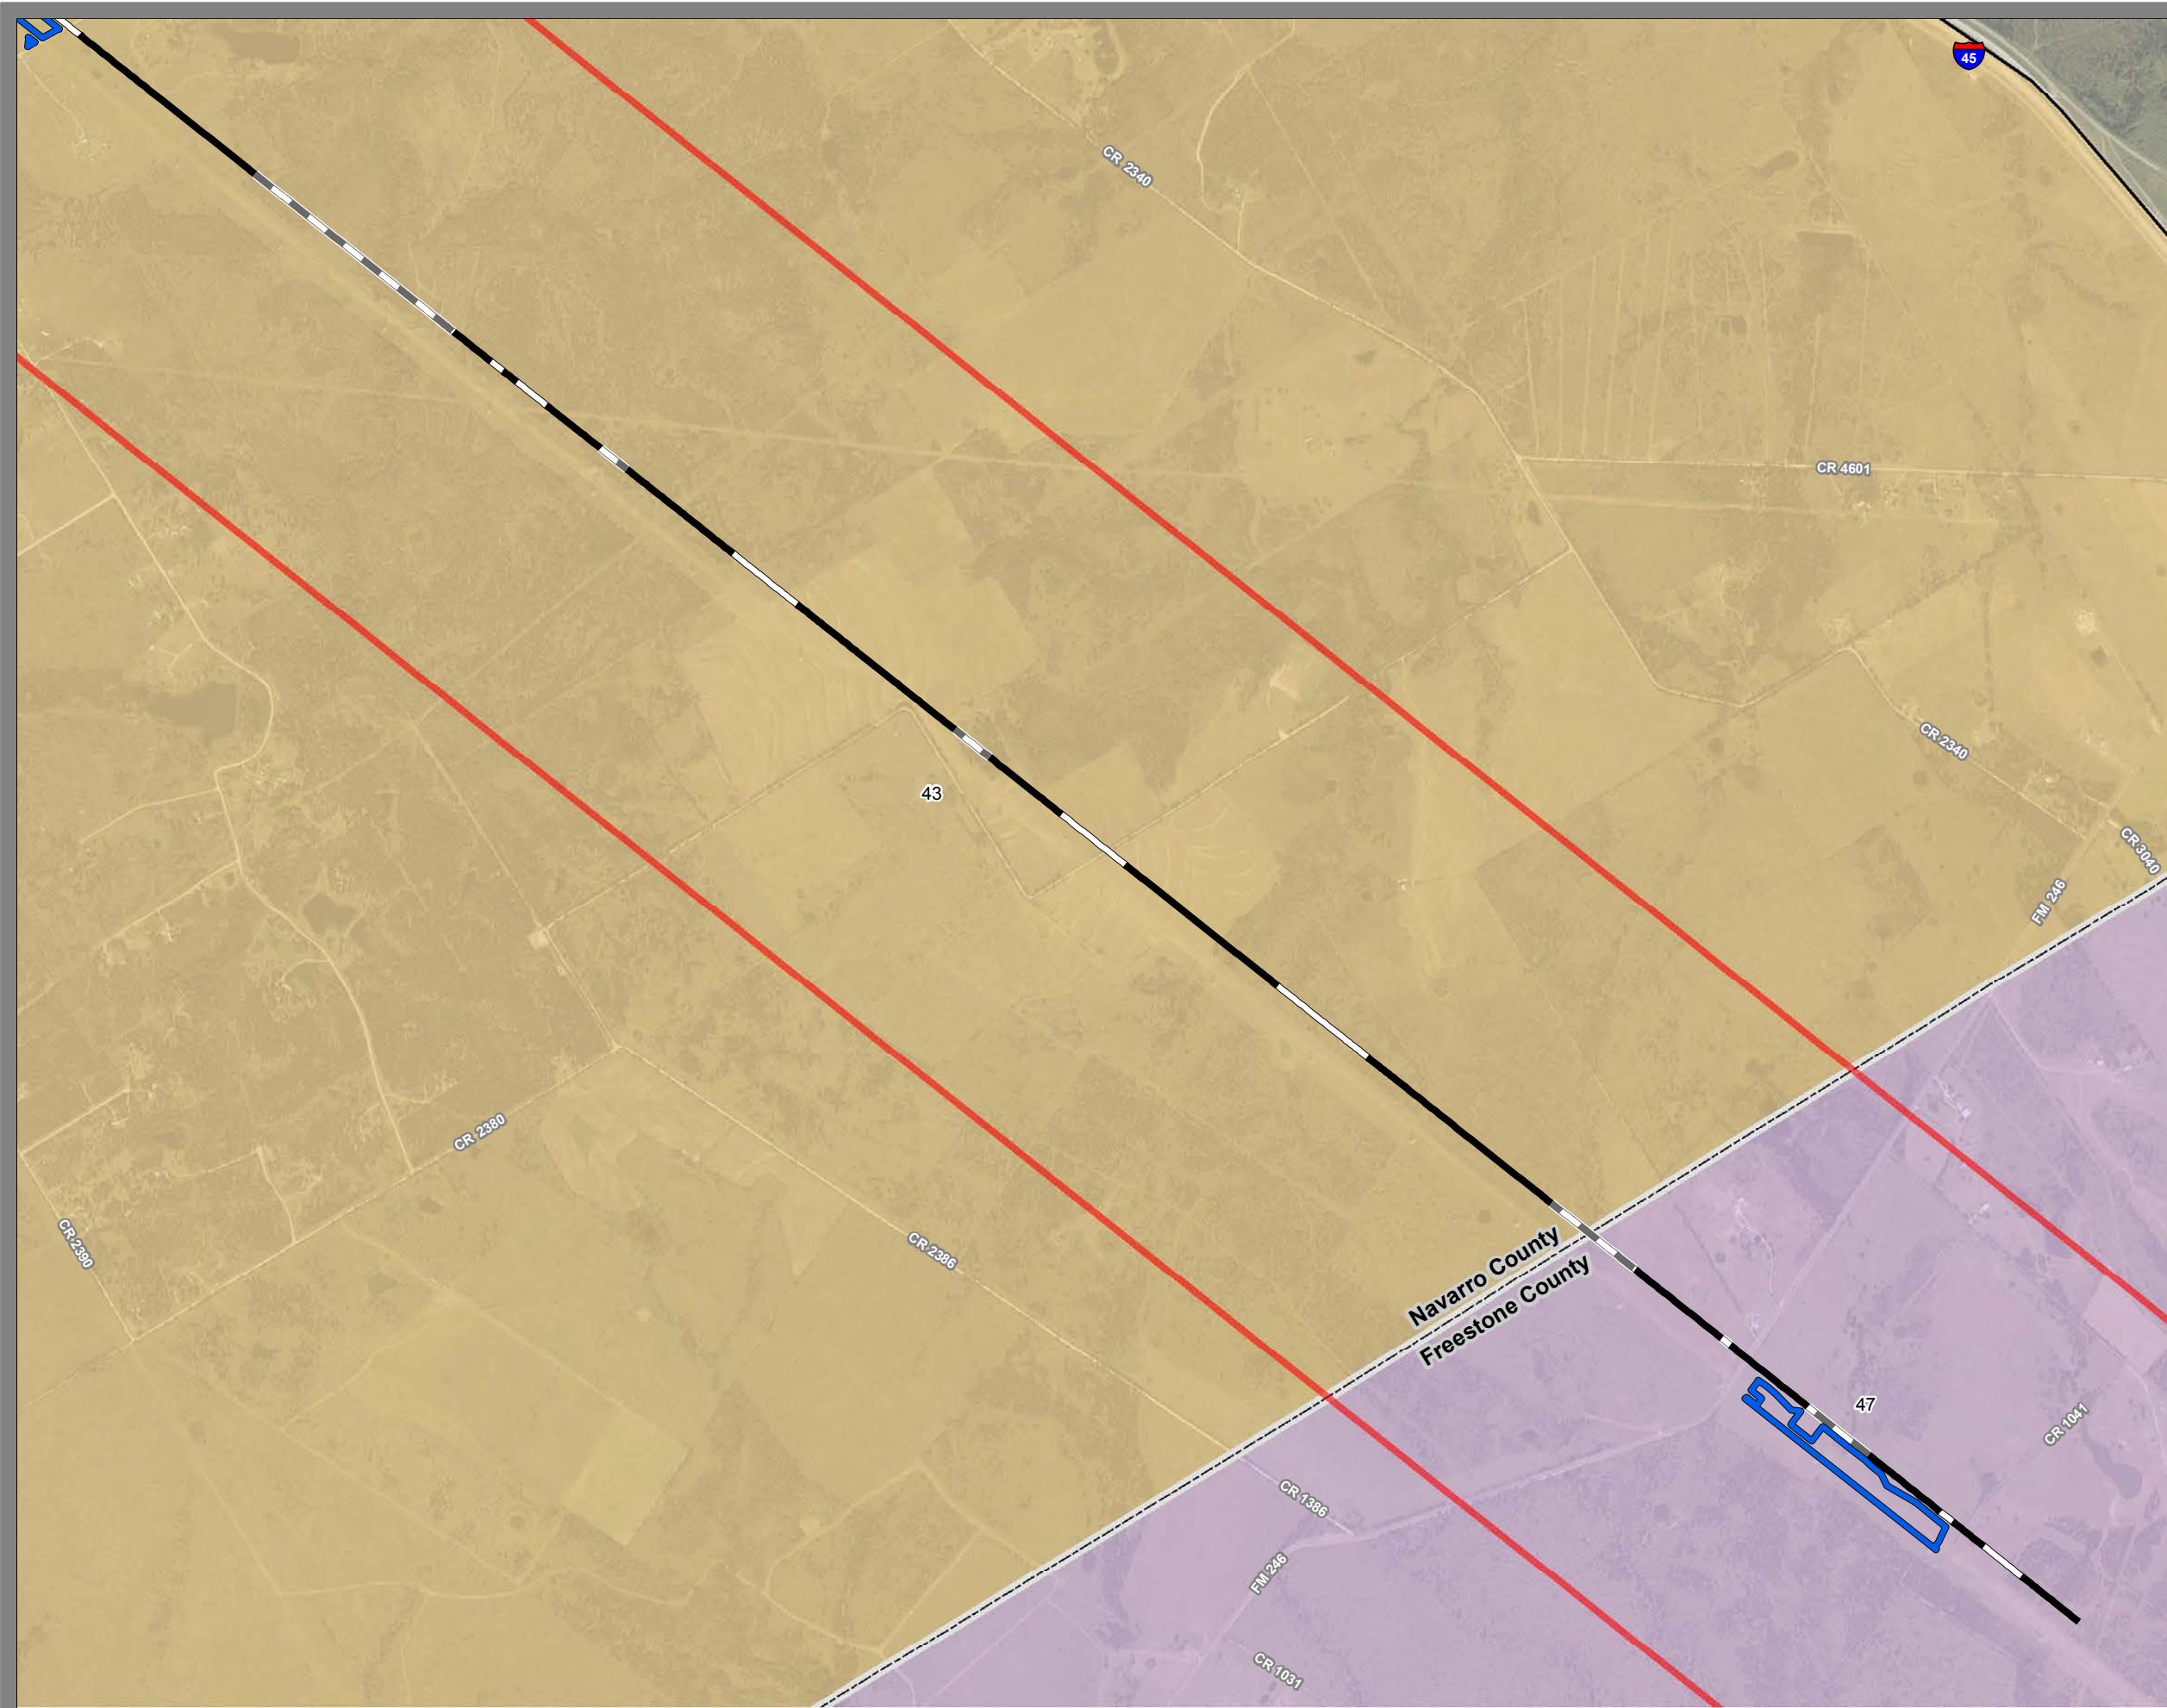 45
CR 2340
CR 4601
CR 2340
43
CR 3040
FM 246
CR 2380
CR 2390
CR 2386
Navarro County
Freestone County
47
CR 1041
CR 1386
FM 246
CR 1031